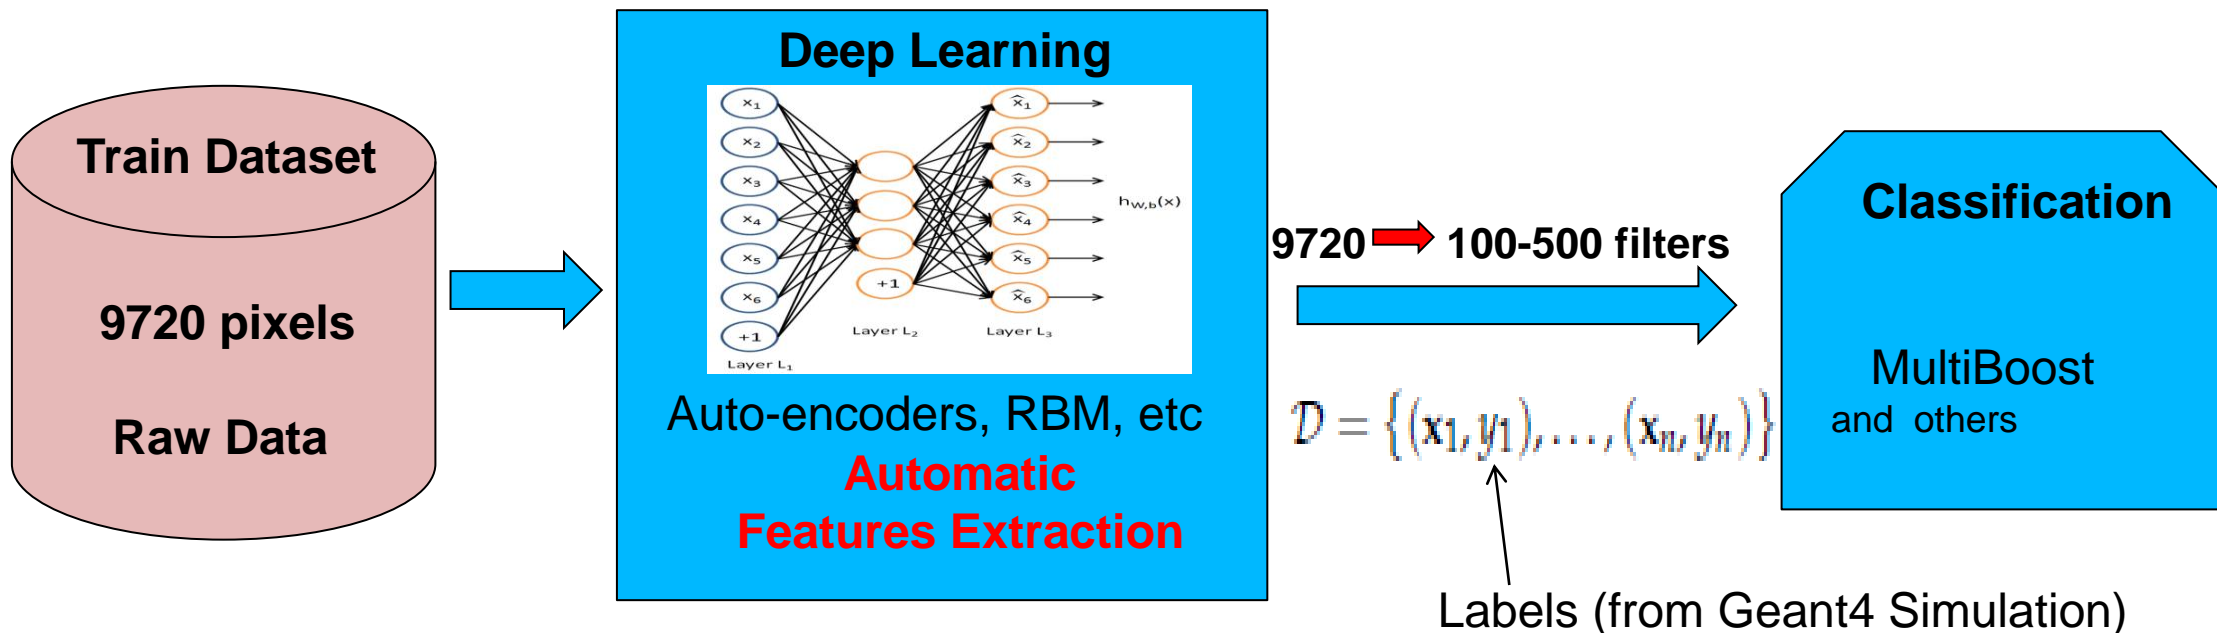 Train Dataset
9720 pixels
Raw Data
Deep Learning
x₁
x₂
x₃
x₄
x₅
x₆
+1
Layer L₁
+1
Layer L₂
x̂₁
x̂₂
x̂₃
x̂₄
x̂₅
x̂₆
Layer L₃
h_{W,b}(x)
Auto-encoders, RBM, etc
Automatic
Features Extraction
9720 100-500 filters
𝒟 = {(x₁, y₁), . . . , (xₙ, yₙ)}
Labels (from Geant4 Simulation)
Classification
MultiBoost
and others